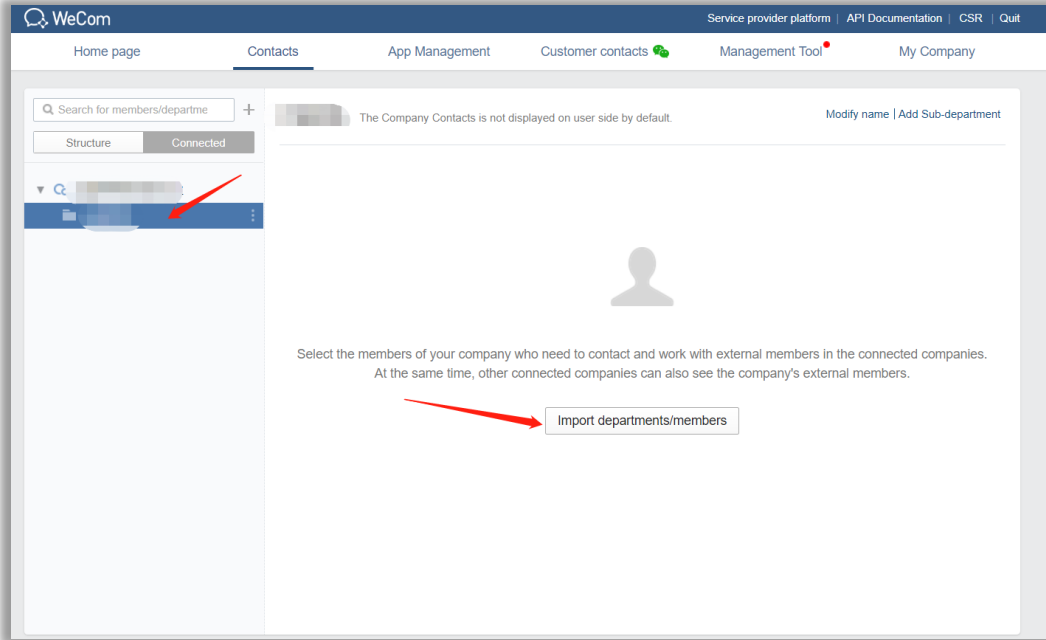 WeCom
Service provider platform | API Documentation | CSR | Quit
Home page Contacts App Management Customer contacts Management Tool My Company
Search for members/departme
Structure Connected
The Company Contacts is not displayed on user side by default.
Modify name | Add Sub-department
Select the members of your company who need to contact and work with external members in the connected companies.
At the same time, other connected companies can also see the company's external members.
Import departments/members